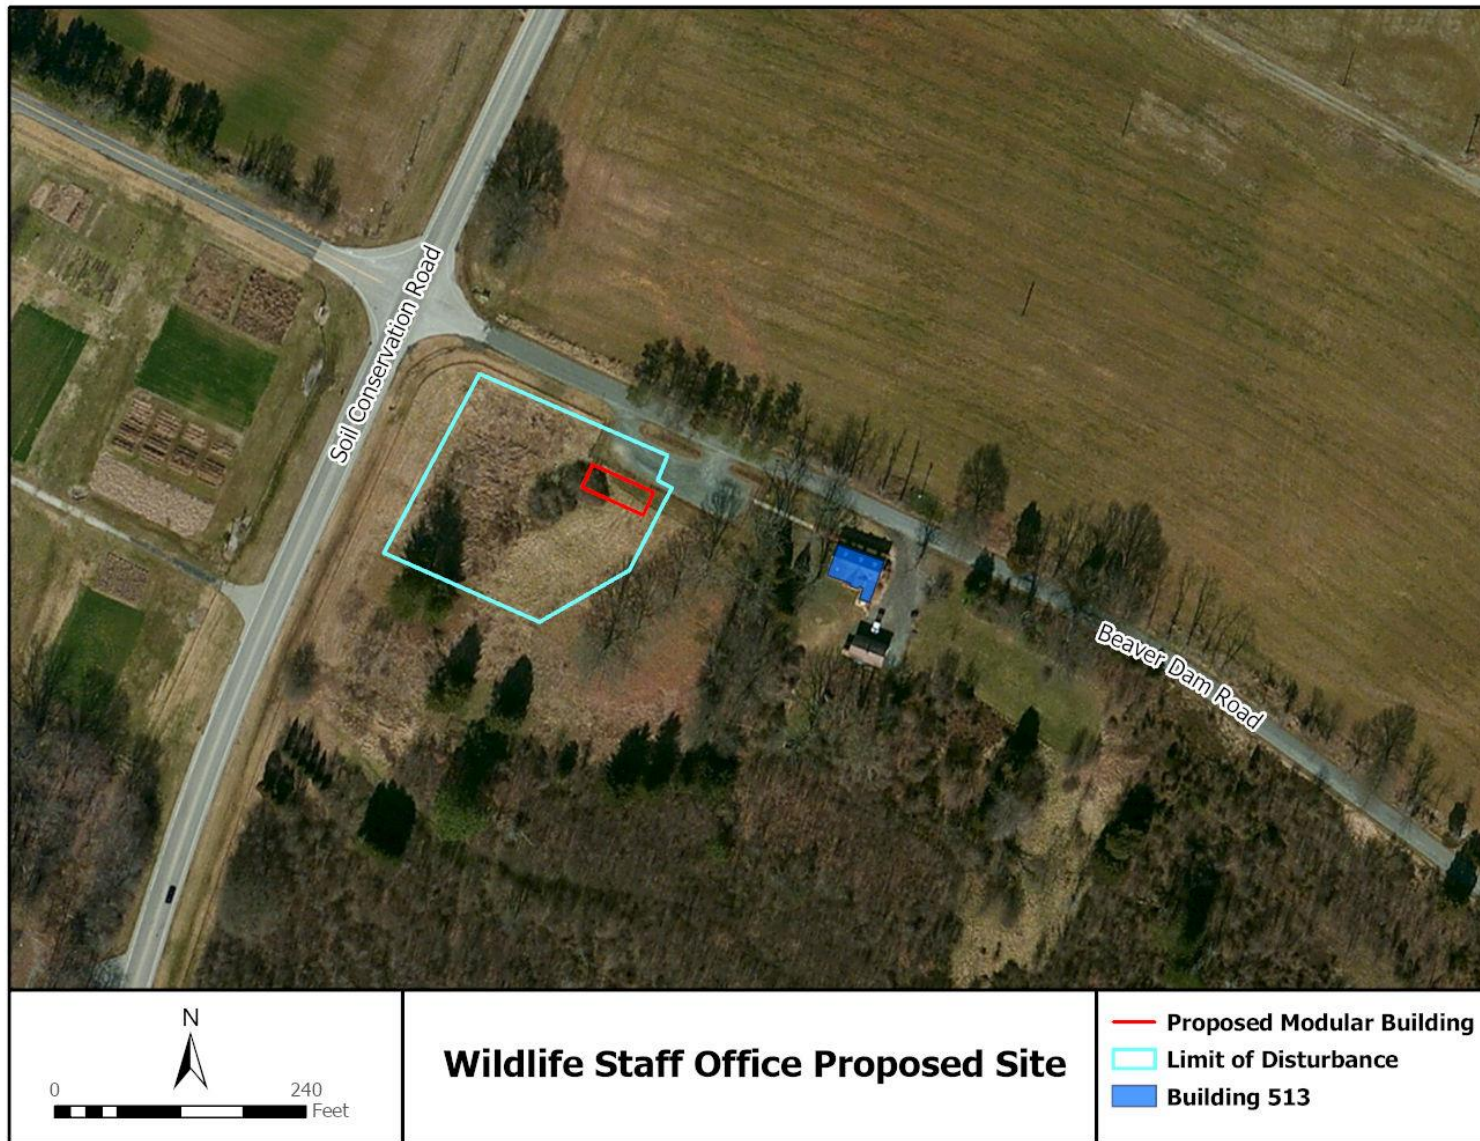 Soil Conservation Road
Beaver Dam Road
N
0 240
Feet
Wildlife Staff Office Proposed Site
Proposed Modular Building
Limit of Disturbance
Building 513